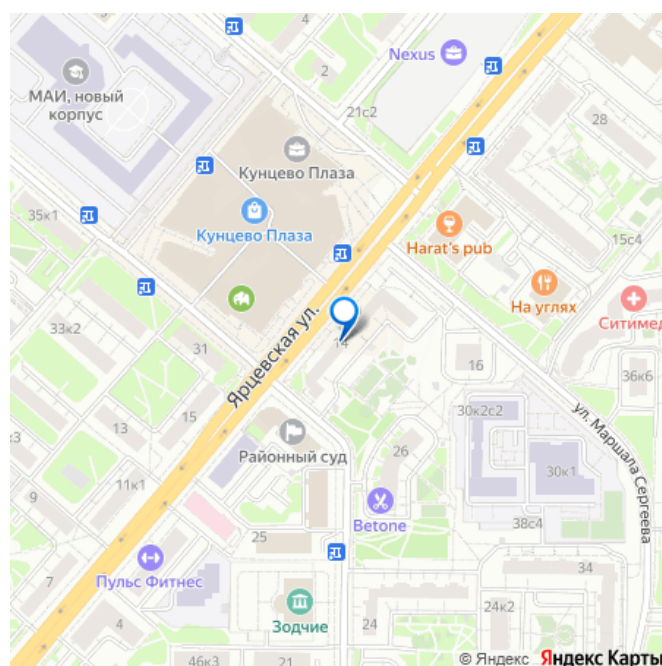 2
Nexus
МАИ, новый
корпус
21с2
28
Кунцево Плаза
35к1
Кунцево Плаза
Harat's pub
15с4
На углях
Ситимед
33к2
Ярцевская ул.
31
14
16
36к6
15
13
30к2с2
ул. Маршала Сергеева
Районный суд
26
30к1
9
11к1
Betone
38с4
25
7
Пульс Фитнес
34
Зодчие
4
24
24к2
46к3
21
© Яндекс Яндекс Карты